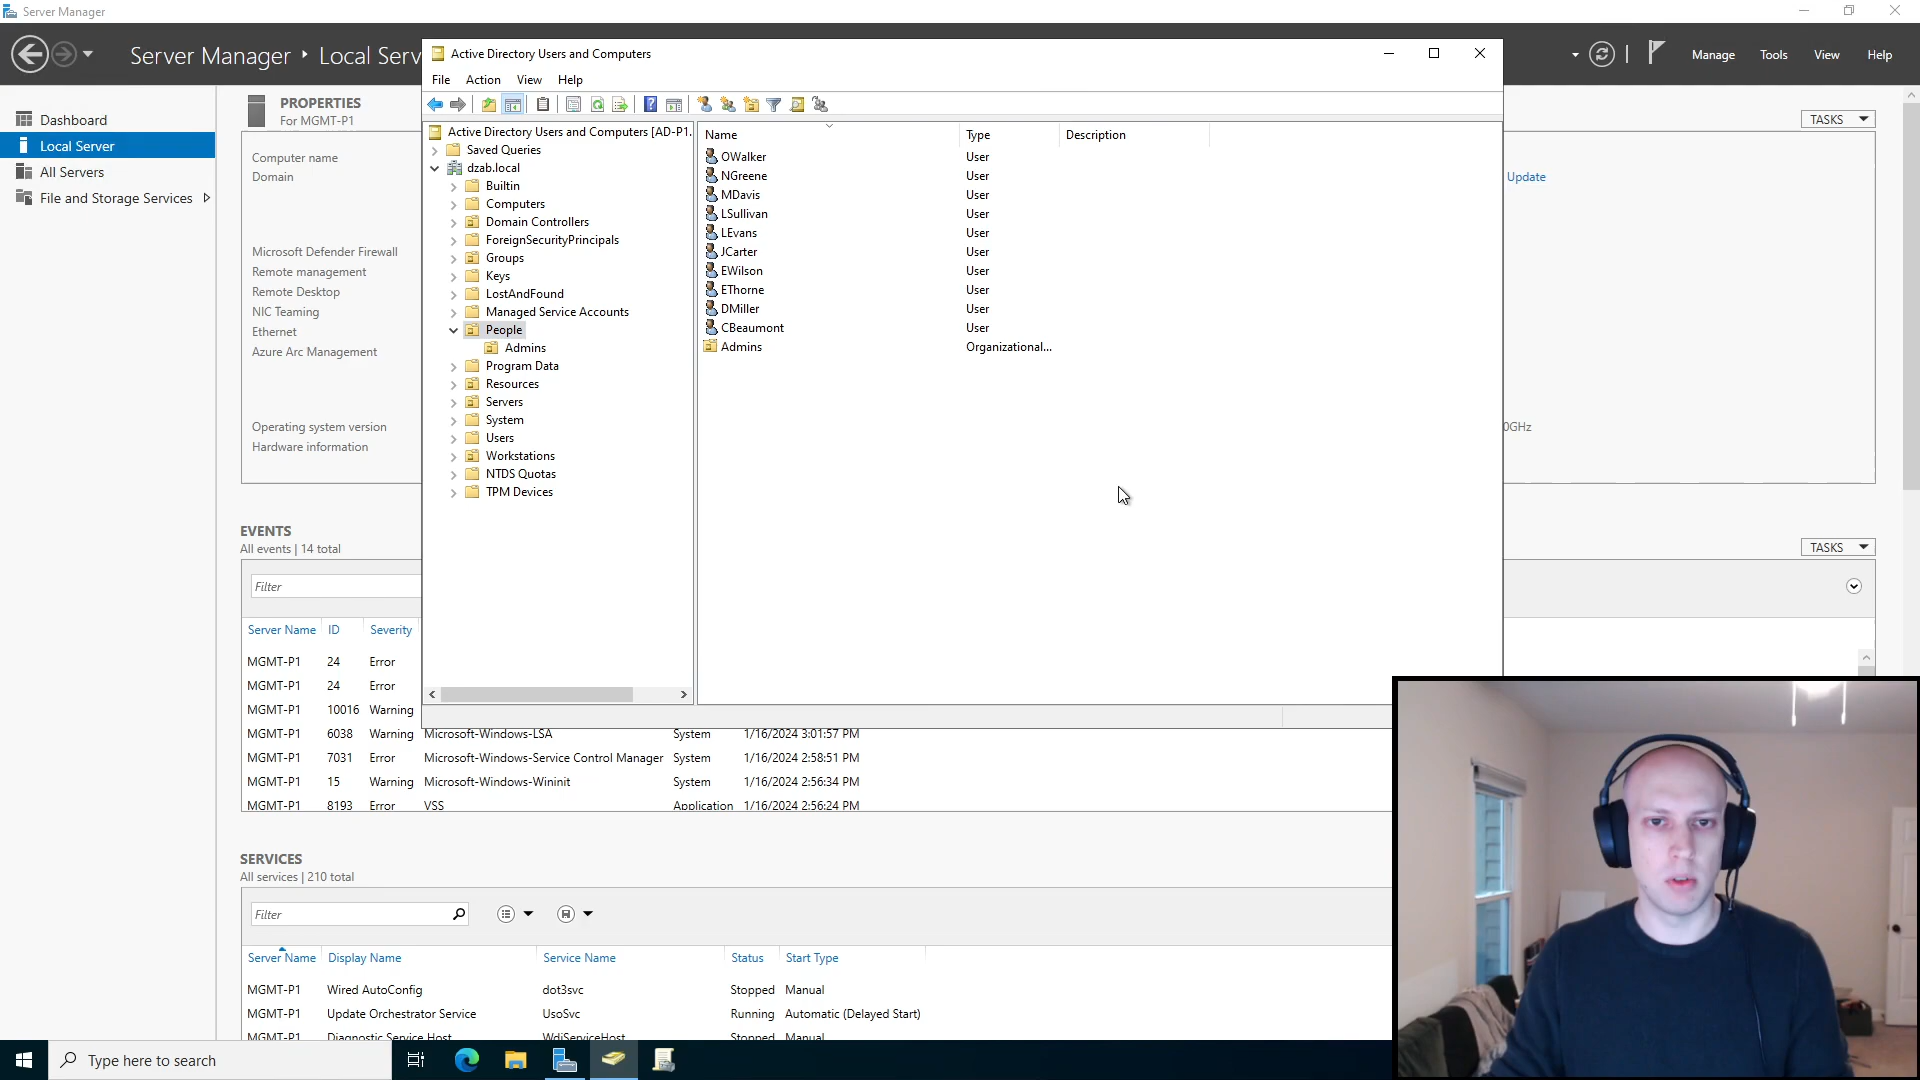 Server Manager
Server Manager ‣ Local Serv
Manage
Tools
View
Help
Dashboard
Local Server
All Servers
File and Storage Services
PROPERTIES
For MGMT-P1
TASKS
Computer name
Domain
Update
Microsoft Defender Firewall
Remote management
Remote Desktop
NIC Teaming
Ethernet
Azure Arc Management
Operating system version
0GHz
Hardware information
Active Directory Users and Computers
File Action View Help
Active Directory Users and Computers [AD-P1.
Saved Queries
dzab.local
Builtin
Computers
Domain Controllers
ForeignSecurityPrincipals
Groups
Keys
LostAndFound
Managed Service Accounts
People
Admins
Program Data
Resources
Servers
System
Users
Workstations
NTDS Quotas
TPM Devices
Name Type Description
OWalker User
NGreene User
MDavis User
LSullivan User
LEvans User
JCarter User
EWilson User
EThorne User
DMiller User
CBeaumont User
Admins Organizational...
EVENTS
All events | 14 total
TASKS
Filter
Server Name ID Severity
MGMT-P1 24 Error
MGMT-P1 24 Error
MGMT-P1 10016 Warning
MGMT-P1 6038 Warning Microsoft-Windows-LSA System 1/16/2024 3:01:57 PM
MGMT-P1 7031 Error Microsoft-Windows-Service Control Manager System 1/16/2024 2:58:51 PM
MGMT-P1 15 Warning Microsoft-Windows-Wininit System 1/16/2024 2:56:34 PM
MGMT-P1 8193 Error VSS Application 1/16/2024 2:56:24 PM
SERVICES
All services | 210 total
Filter
Server Name Display Name Service Name Status Start Type
MGMT-P1 Wired AutoConfig dot3svc Stopped Manual
MGMT-P1 Update Orchestrator Service UsoSvc Running Automatic (Delayed Start)
MGMT-P1 Diagnostic Service Host WdiServiceHost Stopped Manual
Type here to search